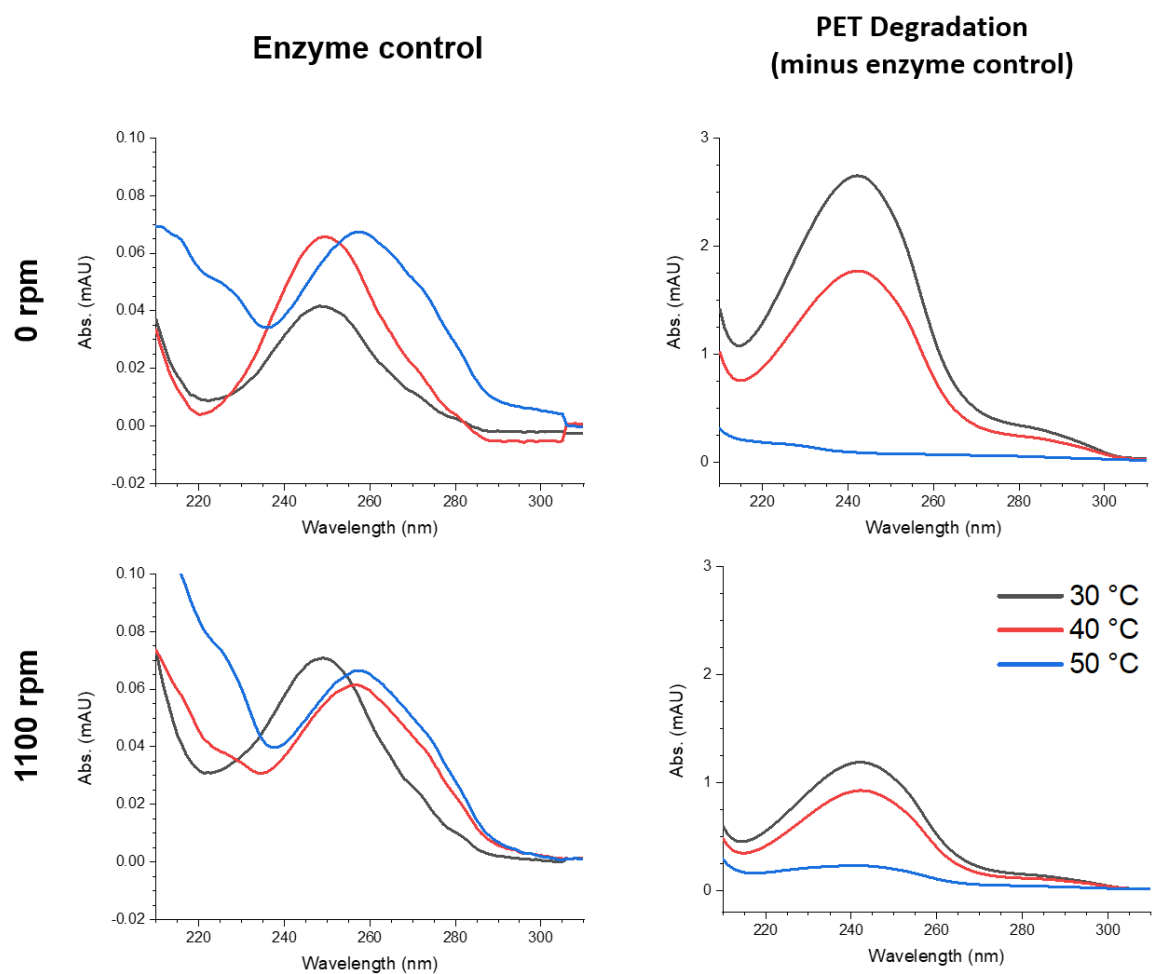 Enzyme control
PET Degradation
(minus enzyme control)
0 rpm
0.10
0.08
0.06
0.04
0.02
0.00
-0.02
Abs. (mAU)
220 240 260 280 300
Wavelength (nm)
3
2
1
0
Abs. (mAU)
220 240 260 280 300
Wavelength (nm)
1100 rpm
0.10
0.08
0.06
0.04
0.02
0.00
-0.02
Abs. (mAU)
220 240 260 280 300
Wavelength (nm)
3
2
1
0
Abs. (mAU)
220 240 260 280 300
Wavelength (nm)
30 °C
40 °C
50 °C